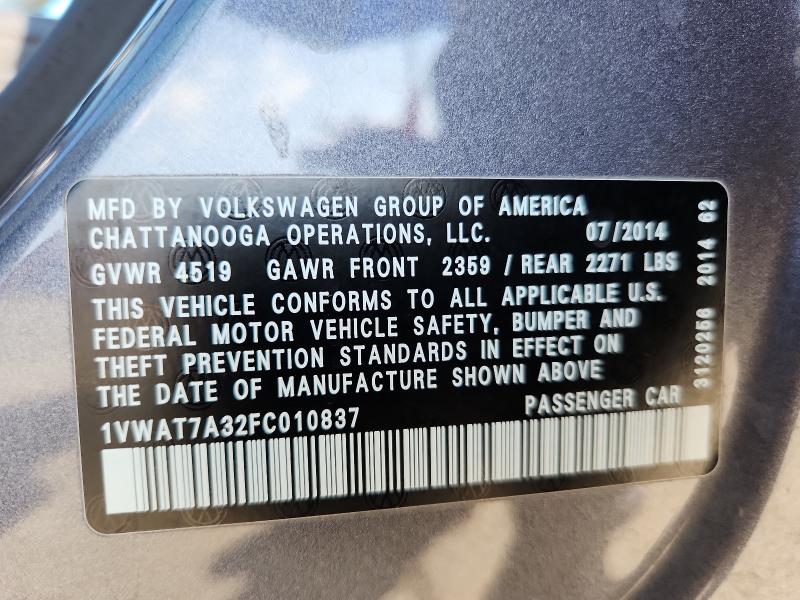 MFD BY VOLKSWAGEN GROUP OF AMERICA
CHATTANOOGA OPERATIONS, LLC. 07/2014
GVWR 4519 GAWR FRONT 2359 / REAR 2271 LBS
THIS VEHICLE CONFORMS TO ALL APPLICABLE U.S.
FEDERAL MOTOR VEHICLE SAFETY, BUMPER AND
THEFT PREVENTION STANDARDS IN EFFECT ON
THE DATE OF MANUFACTURE SHOWN ABOVE
1VWAT7A32FC010837 PASSENGER CAR
3120256 2014 62